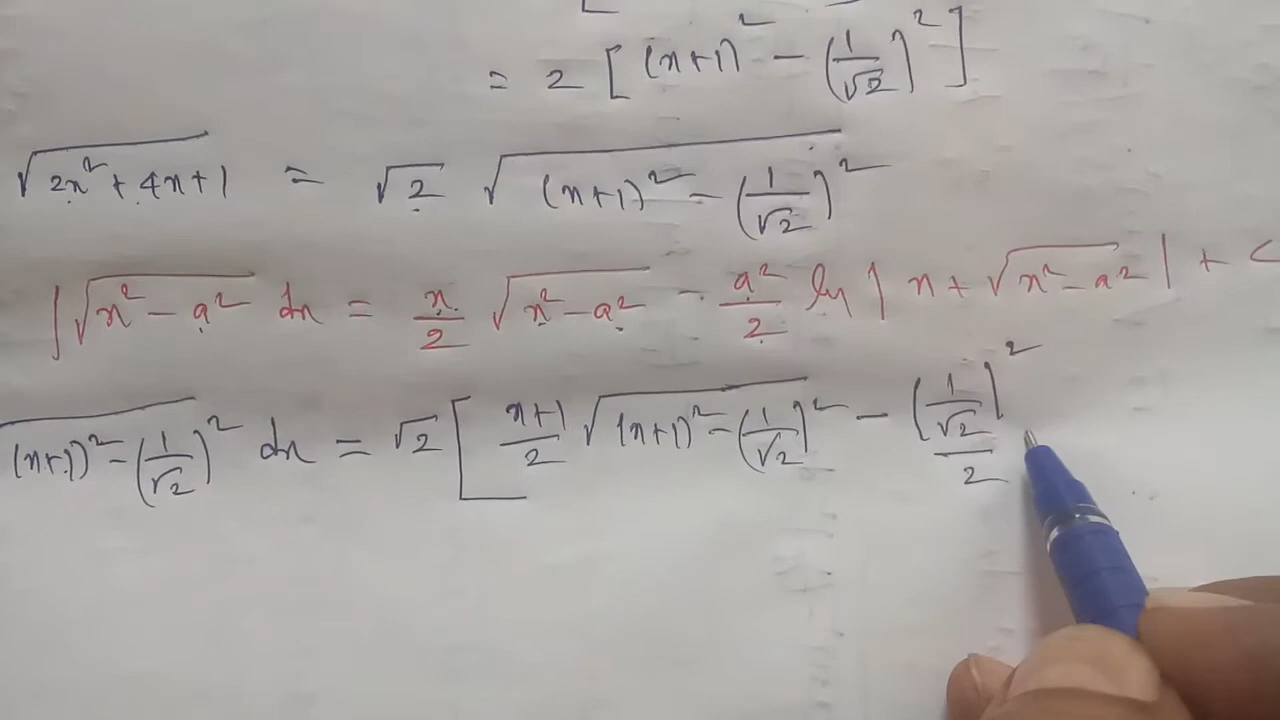 = 2 [ (x+1)² − (1/√2)² ]
√2x²+4x+1 = √2 √(x+1)² − (1/√2)²
∫√x²−a² dx = x/2 √x²−a² − a²/2 ln | x + √x²−a² | + C
√(x+1)² − (1/√2)² dx = √2 [ x+1/2 √(x+1)² − (1/√2)² − (1/√2)²/2